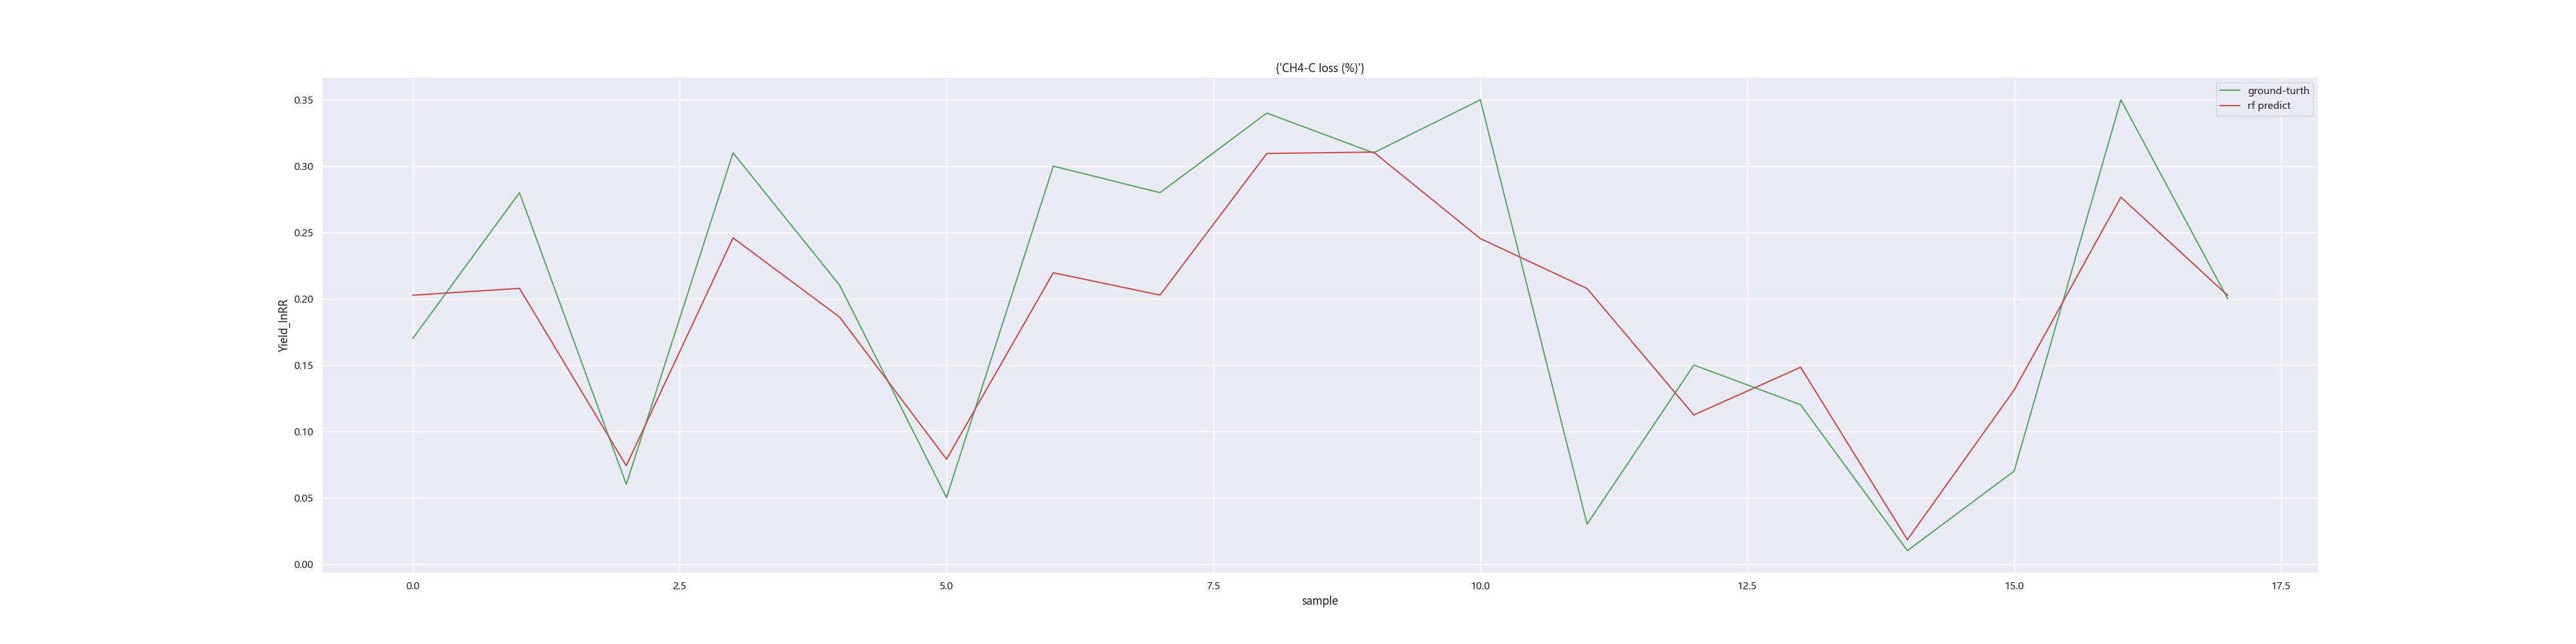 {'CH4-C loss (%)'}
ground-turth
rf predict
0.35
0.30
0.25
0.20
0.15
0.10
0.05
0.00
Yield_lnRR
0.0 2.5 5.0 7.5 10.0 12.5 15.0 17.5
sample